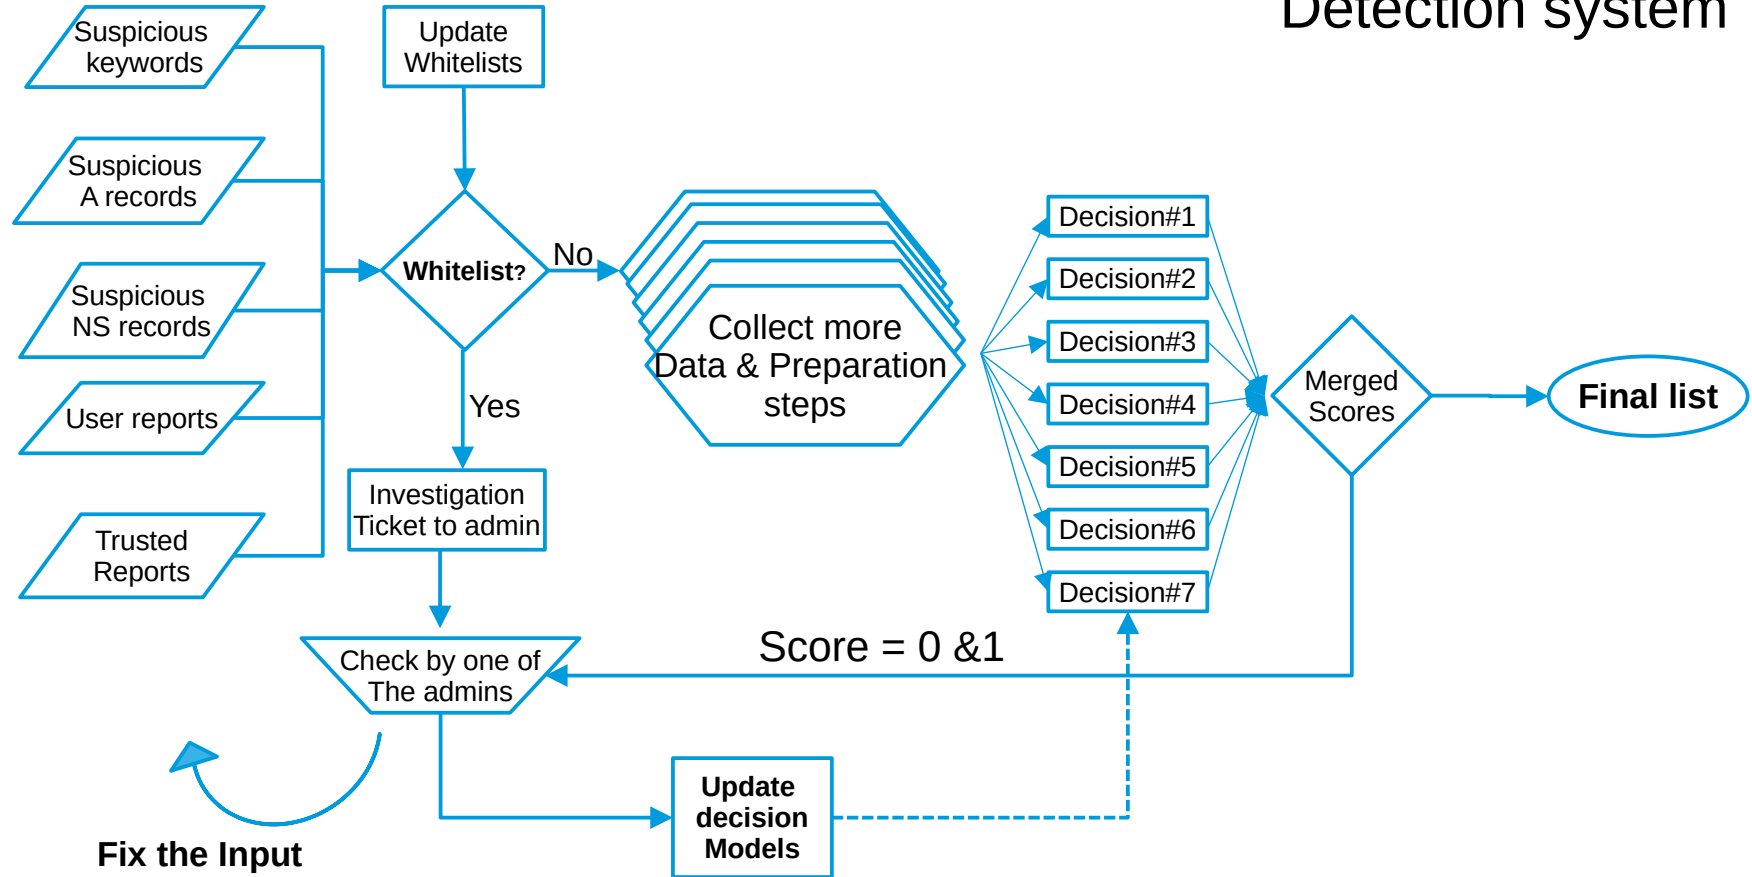 Detection system
Suspicious
keywords
Update
Whitelists
Suspicious
A records
Suspicious
NS records
User reports
Trusted
Reports
Whitelist?
No
Yes
Collect more
Data & Preparation
steps
Decision#1
Decision#2
Decision#3
Decision#4
Decision#5
Decision#6
Decision#7
Merged
Scores
Final list
Investigation
Ticket to admin
Score = 0 &1
Check by one of
The admins
Update
decision
Models
Fix the Input